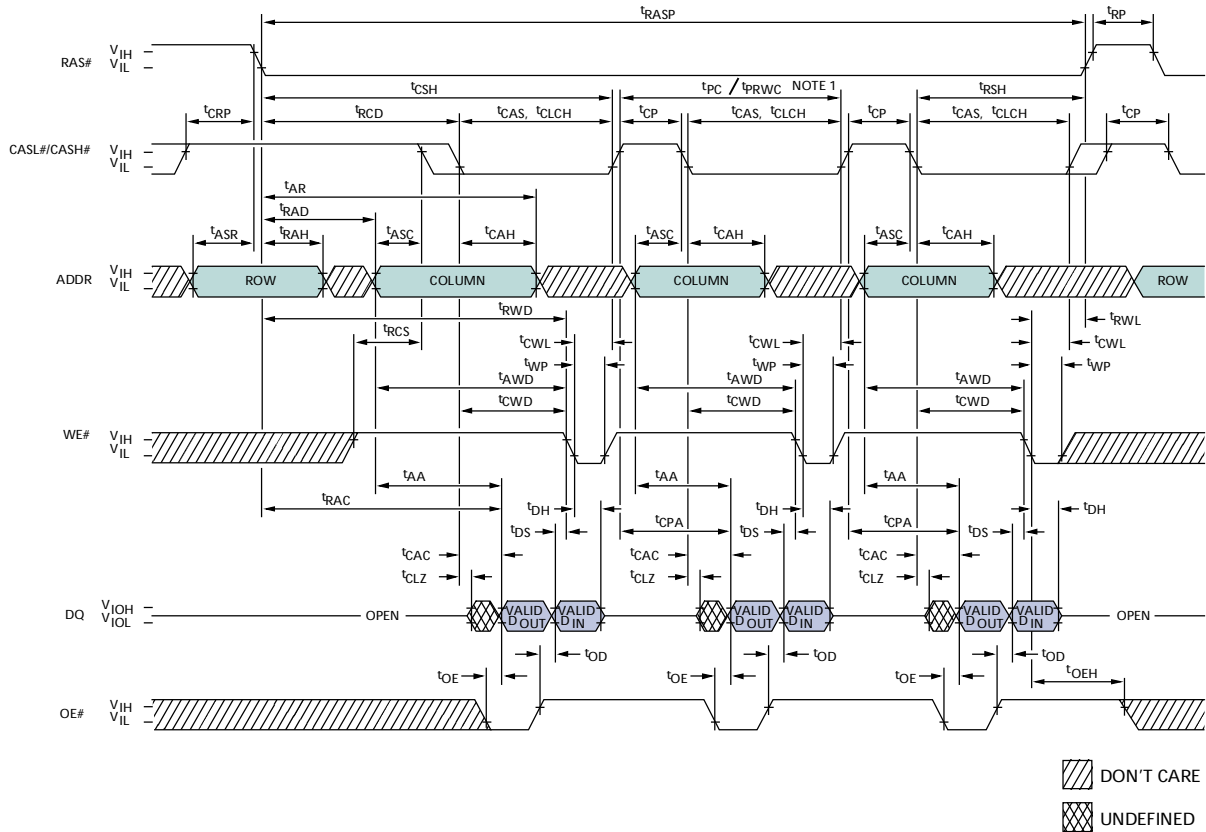 tRASP tRP
RAS# VIH
VIL
tCSH tPC / tPRWC NOTE 1 tRSH
tCRP tRCD tCAS, tCLCH tCP tCAS, tCLCH tCP tCAS, tCLCH tCP
CASL#/CASH# VIH
VIL
tAR
tRAD
tASR tRAH tASC tCAH tASC tCAH tASC tCAH
ADDR VIH
VIL
ROW COLUMN COLUMN COLUMN ROW
tRWD tRWL
tRCS tCWL tCWL tCWL
tWP tWP tWP
tAWD tAWD tAWD
tCWD tCWD tCWD
WE# VIH
VIL
tAA tAA tAA
tRAC tDH tDH tDH
tCPA tCPA
tDS tDS tDS
tCAC tCAC tCAC
tCLZ tCLZ tCLZ
DQ VIOH
VIOL
OPEN VALID DOUT VALID DIN VALID DOUT VALID DIN VALID DOUT VALID DIN OPEN
tOD tOD tOD
tOE tOE tOE tOEH
OE# VIH
VIL
DON'T CARE
UNDEFINED